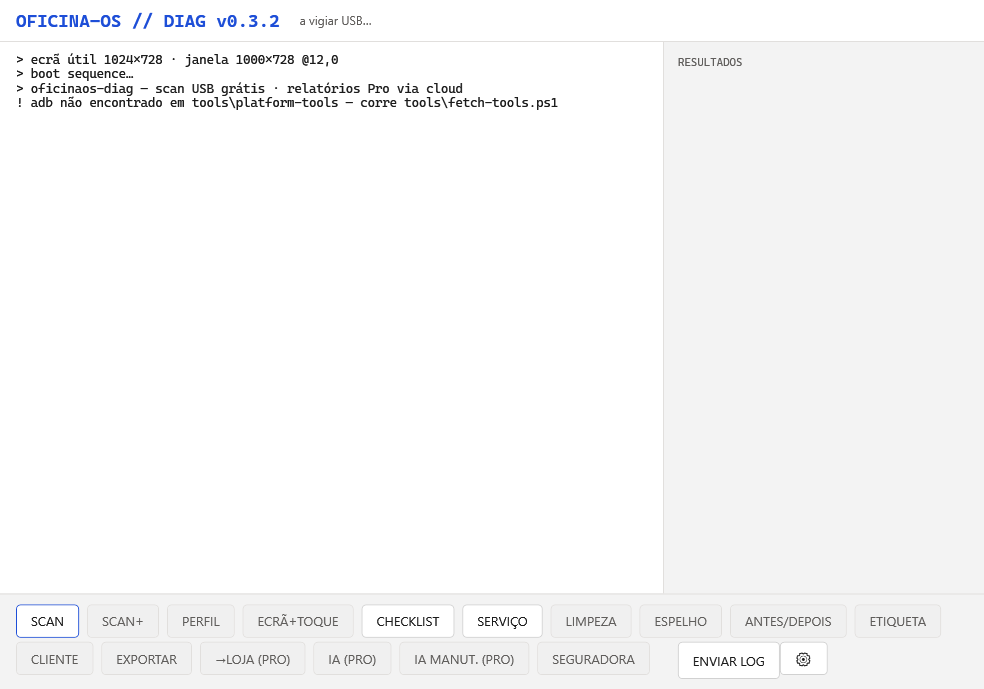 OFICINA-OS // DIAG v0.3.2 a vigiar USB...
> ecrã útil 1024×728 · janela 1000×728 @12,0
> boot sequence…
> oficinaos-diag — scan USB grátis · relatórios Pro via cloud
! adb não encontrado em tools\platform-tools — corre tools\fetch-tools.ps1
RESULTADOS
SCAN SCAN+ PERFIL ECRÃ+TOQUE CHECKLIST SERVIÇO LIMPEZA ESPELHO ANTES/DEPOIS ETIQUETA
CLIENTE EXPORTAR →LOJA (PRO) IA (PRO) IA MANUT. (PRO) SEGURADORA ENVIAR LOG